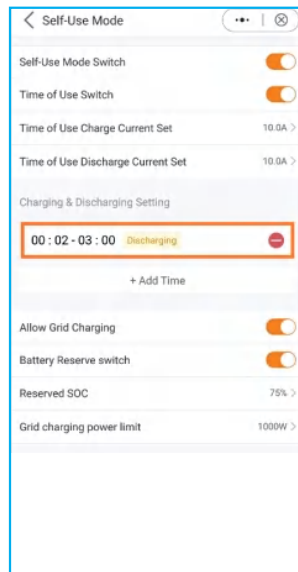 Self-Use Mode
Self-Use Mode Switch
Time of Use Switch
Time of Use Charge Current Set 10.0A >
Time of Use Discharge Current Set 10.0A >
Charging & Discharging Setting
00 : 02 - 03 : 00 Discharging
+ Add Time
Allow Grid Charging
Battery Reserve switch
Reserved SOC 75% >
Grid charging power limit 1000W >